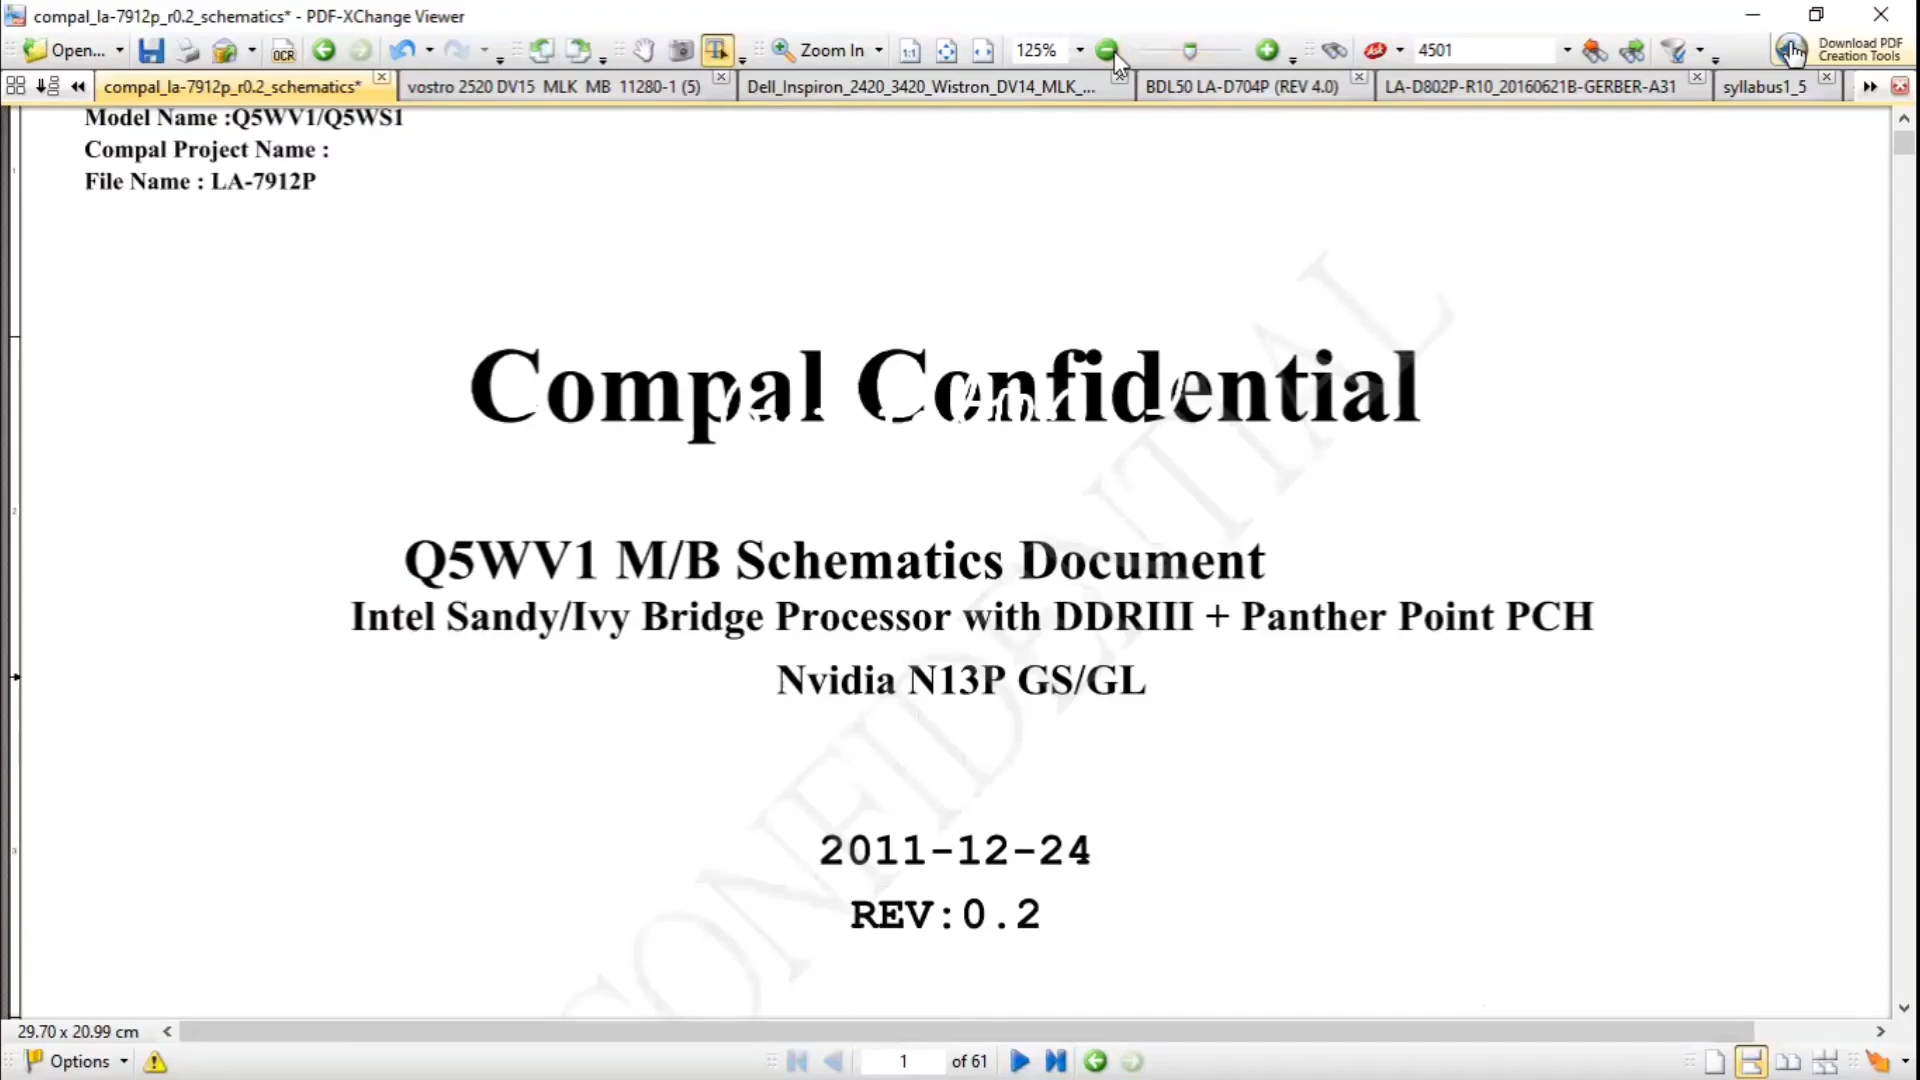 compal_la-7912p_r0.2_schematics* - PDF-XChange Viewer
Open... OCR Zoom In 125% 4501 Download PDF Creation Tools
compal_la-7912p_r0.2_schematics* vostro 2520 DV15 MLK MB 11280-1 (5) Dell_Inspiron_2420_3420_Wistron_DV14_MLK_... BDL50 LA-D704P (REV 4.0) LA-D802P-R10_20160621B-GERBER-A31 syllabus1_5
Model Name :Q5WV1/Q5WS1
Compal Project Name :
File Name : LA-7912P
Compal Confidential
Q5WV1 M/B Schematics Document
Intel Sandy/Ivy Bridge Processor with DDRIII + Panther Point PCH
Nvidia N13P GS/GL
2011-12-24
REV:0.2
CONFIDENTIAL
29.70 x 20.99 cm
Options 1 of 61